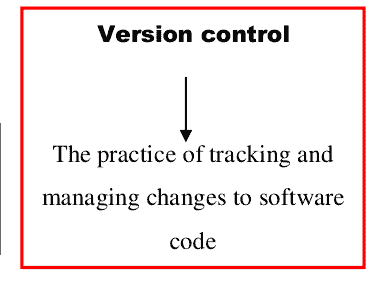 Version control
The practice of tracking and
managing changes to software
code